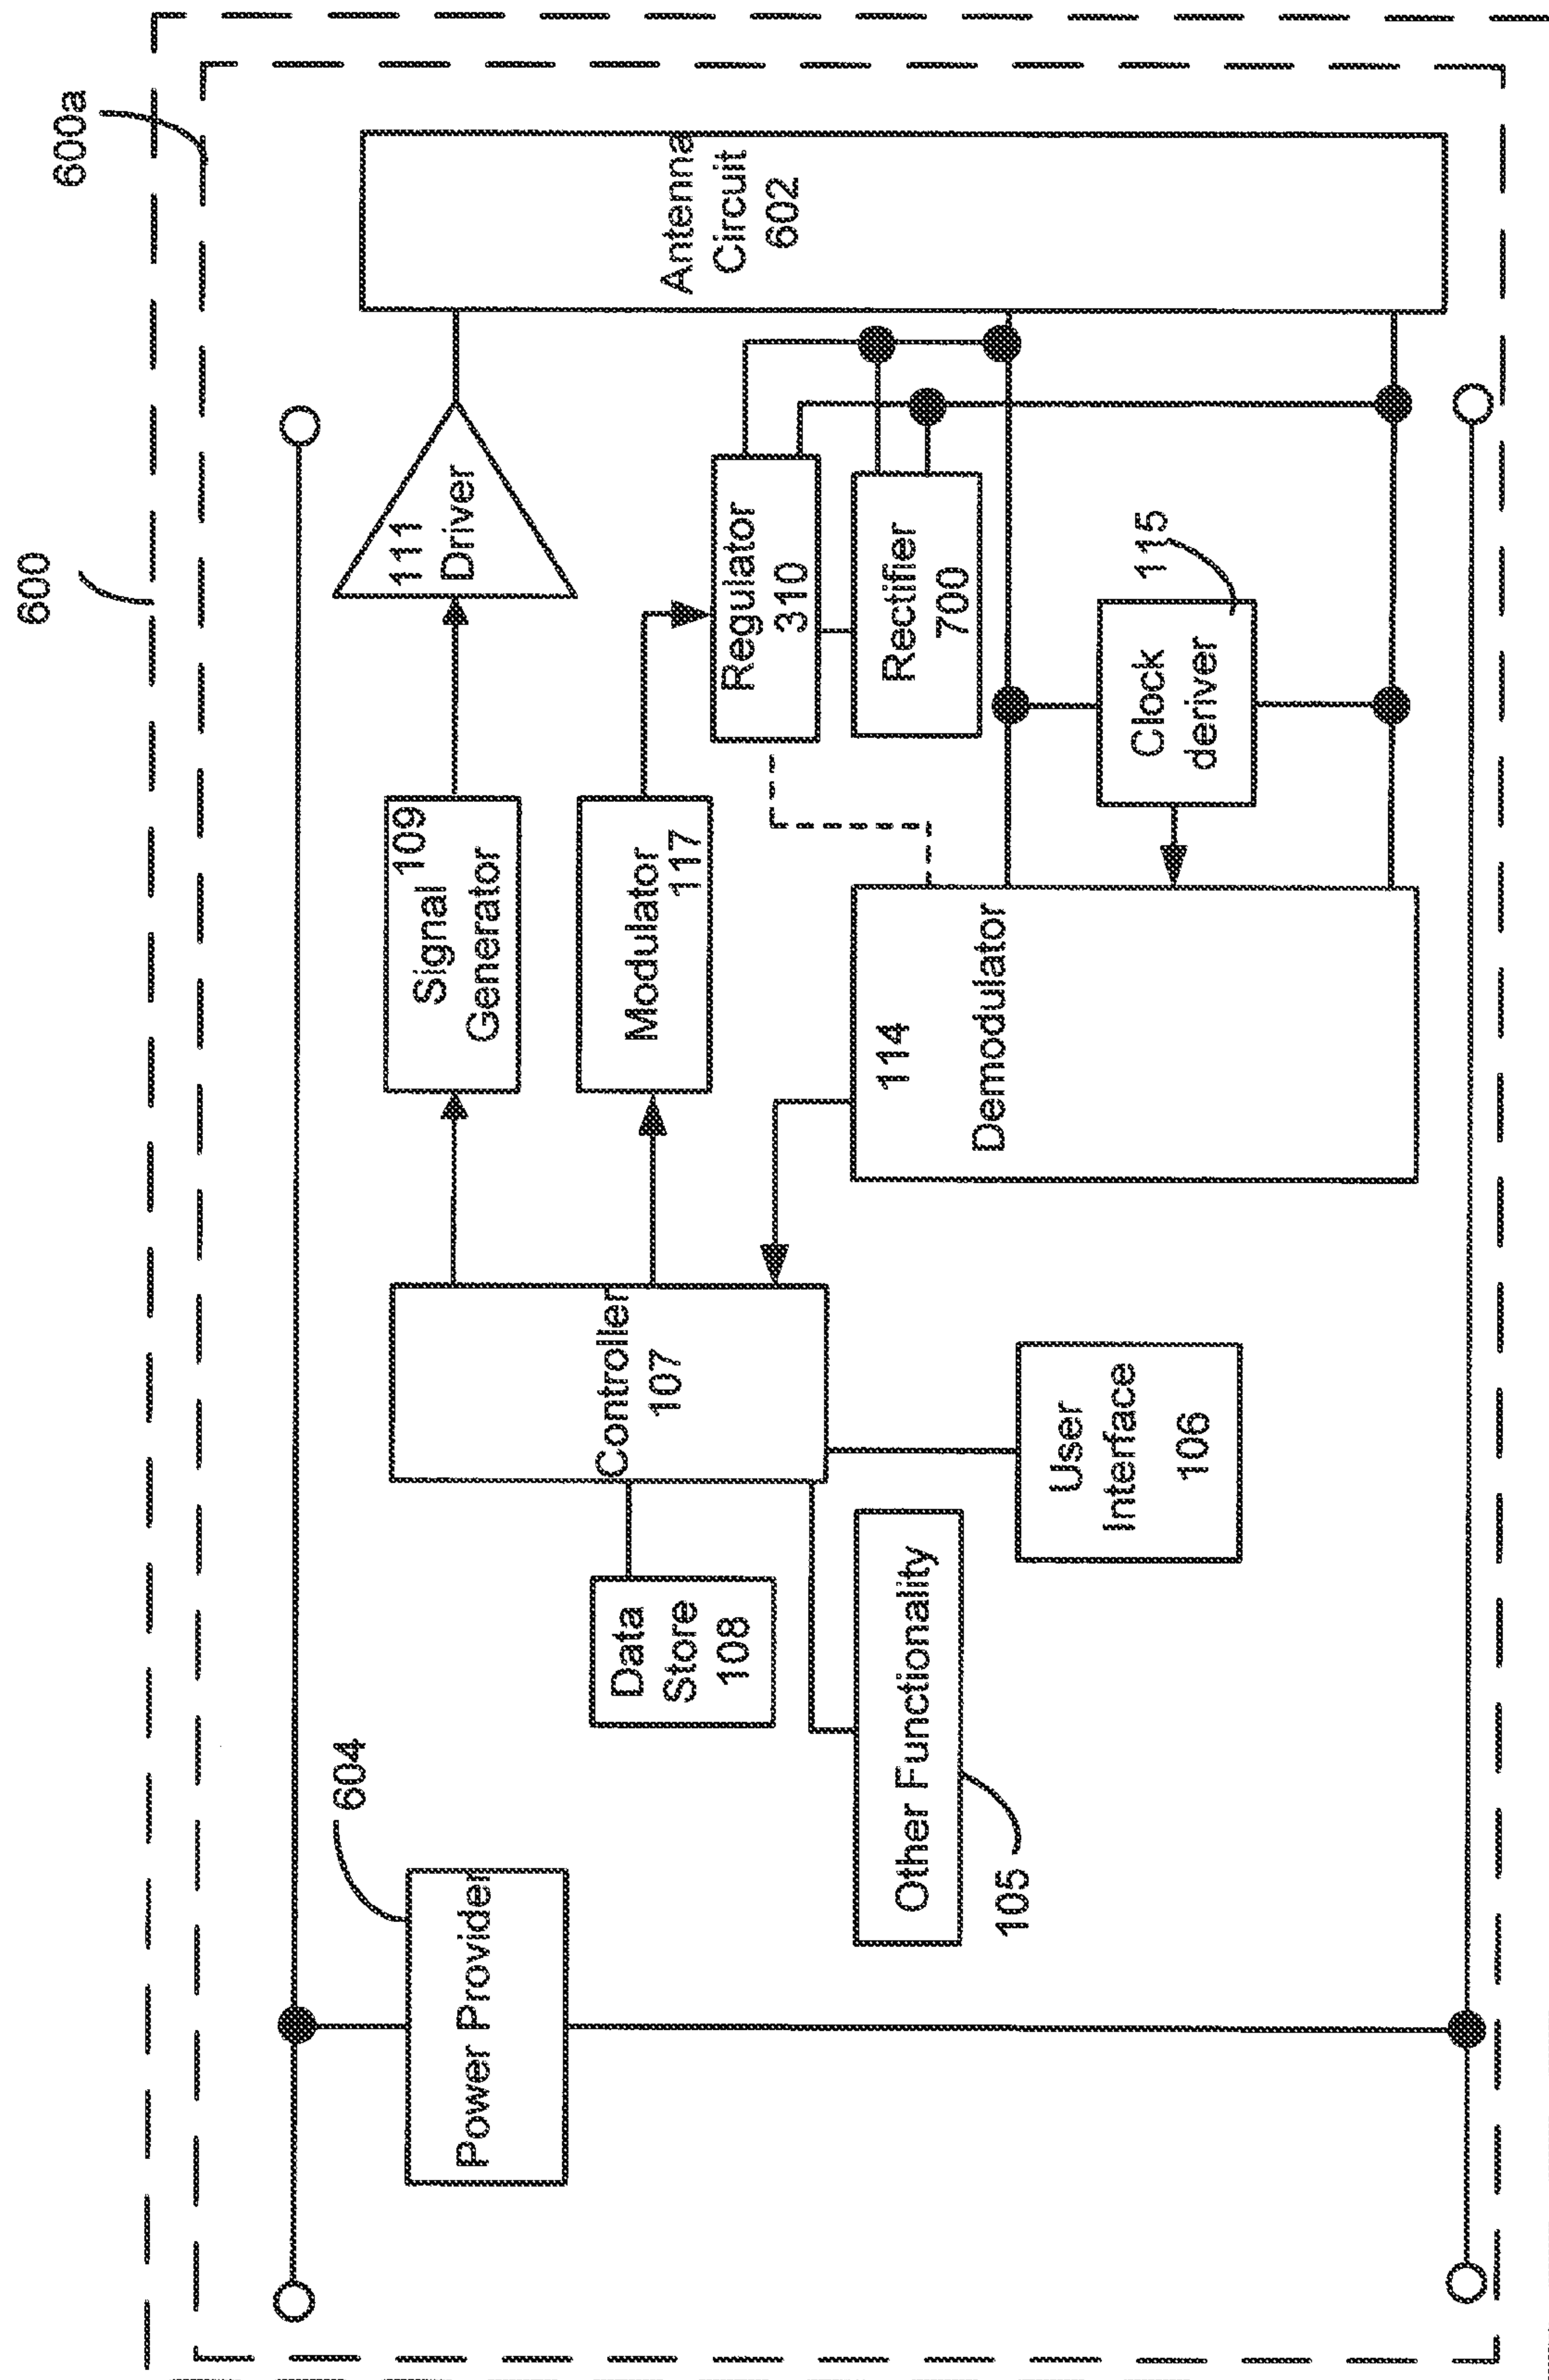 600
600a
604
Power Provider
Data
Store
108
Other Functionality
105
Controller
107
User
Interface
106
109
Signal
Generator
Modulator
117
114
Demodulator
111
Driver
Regulator
310
Rectifier
700
Clock
deriver
115
Antenna
Circuit
602